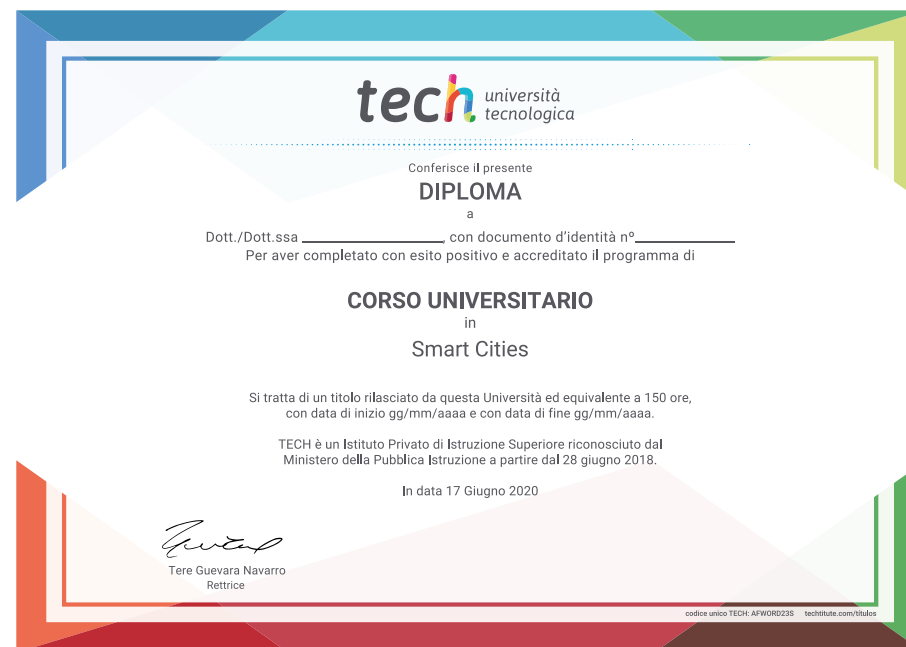 tech università
tecnologica
Conferisce il presente
DIPLOMA
a
Dott./Dott.ssa ____________________, con documento d'identità nº______________
Per aver completato con esito positivo e accreditato il programma di
CORSO UNIVERSITARIO
in
Smart Cities
Si tratta di un titolo rilasciato da questa Università ed equivalente a 150 ore,
con data di inizio gg/mm/aaaa e con data di fine gg/mm/aaaa.
TECH è un Istituto Privato di Istruzione Superiore riconosciuto dal
Ministero della Pubblica Istruzione a partire dal 28 giugno 2018.
In data 17 Giugno 2020
Tere Guevara Navarro
Rettrice
codice unico TECH: AFWORD23S techtitute.com/titulos